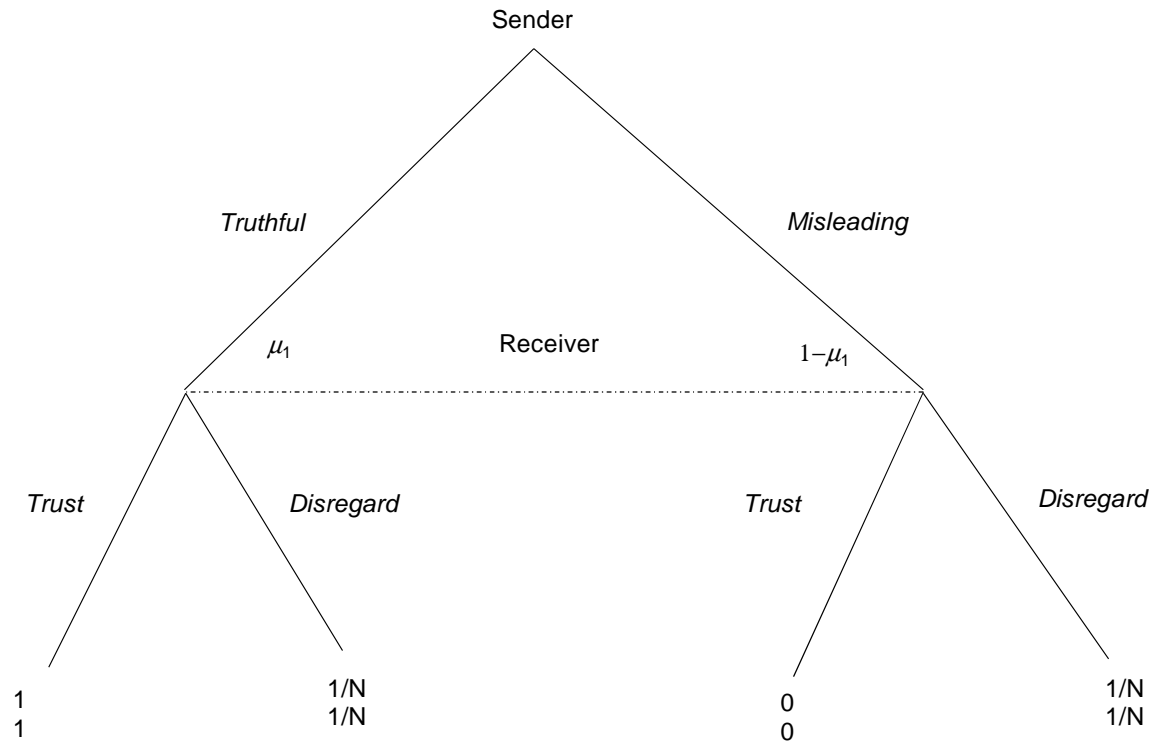 Sender
Truthful
Misleading
μ₁
Receiver
1−μ₁
Trust
Disregard
Trust
Disregard
1
1
1/N
1/N
0
0
1/N
1/N